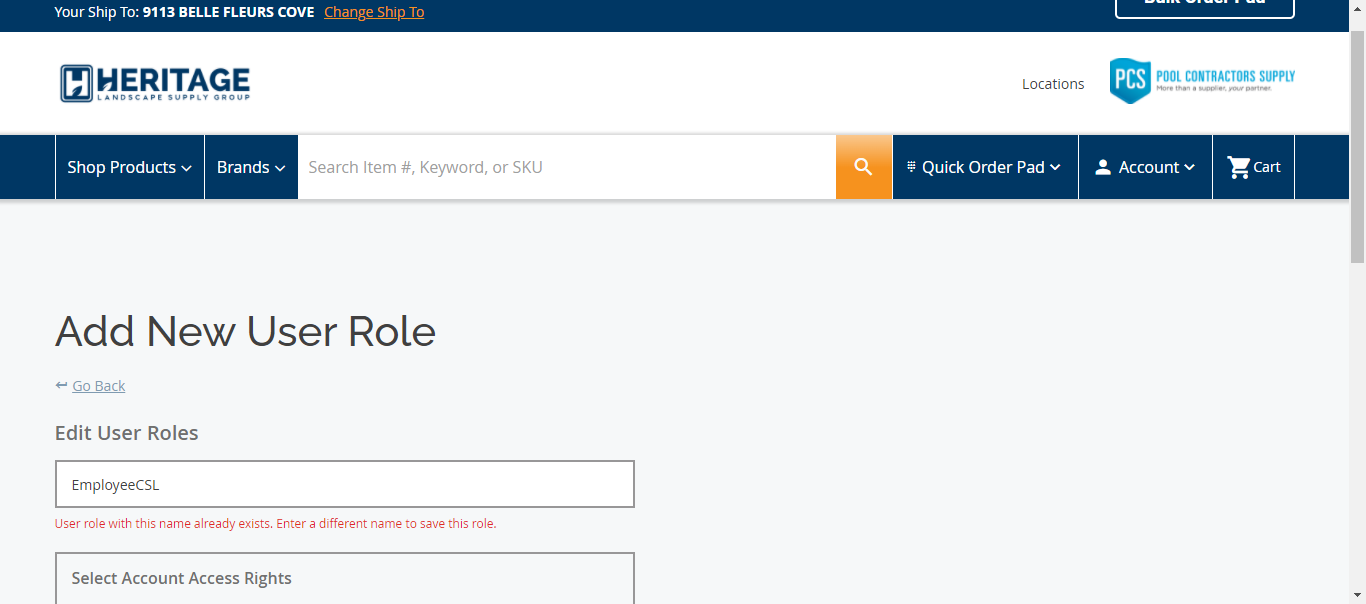 Your Ship To: 9113 BELLE FLEURS COVE Change Ship To
Bulk Order Pad
HERITAGE
LANDSCAPE SUPPLY GROUP
Locations
PCS POOL CONTRACTORS SUPPLY
More than a supplier, your partner.
Shop Products
Brands
Search Item #, Keyword, or SKU
Quick Order Pad
Account
Cart
Add New User Role
Go Back
Edit User Roles
EmployeeCSL
User role with this name already exists. Enter a different name to save this role.
Select Account Access Rights